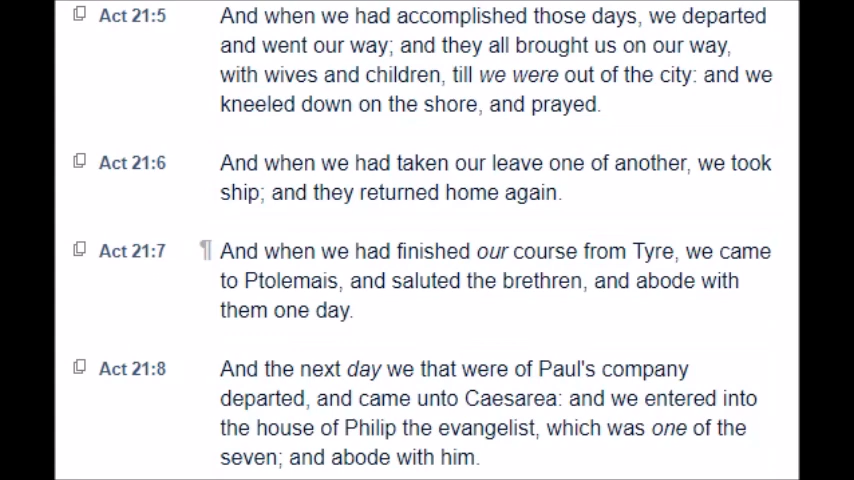 Act 21:5 And when we had accomplished those days, we departed
and went our way; and they all brought us on our way,
with wives and children, till we were out of the city: and we
kneeled down on the shore, and prayed.
Act 21:6 And when we had taken our leave one of another, we took
ship; and they returned home again.
Act 21:7 ¶ And when we had finished our course from Tyre, we came
to Ptolemais, and saluted the brethren, and abode with
them one day.
Act 21:8 And the next day we that were of Paul's company
departed, and came unto Caesarea: and we entered into
the house of Philip the evangelist, which was one of the
seven; and abode with him.